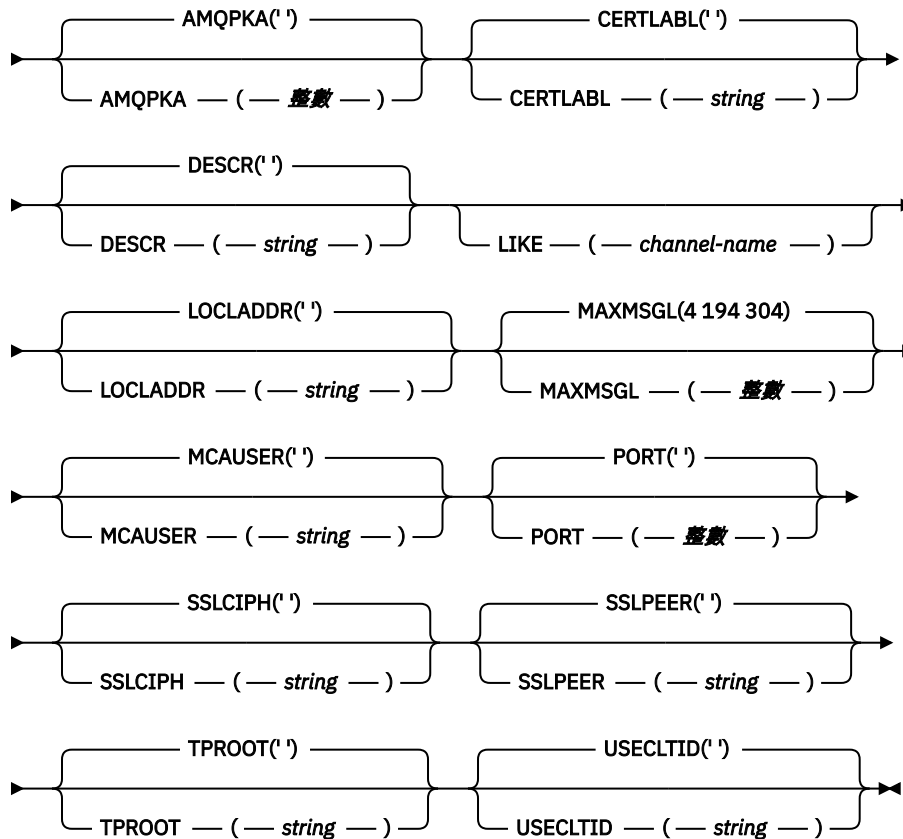 AMQPKA(' ') CERTLABL(' ')
AMQPKA ( 整數 ) CERTLABL ( string )
DESCR(' ')
DESCR ( string ) LIKE ( channel-name )
LOCLADDR(' ') MAXMSGL(4 194 304)
LOCLADDR ( string ) MAXMSGL ( 整數 )
MCAUSER(' ') PORT(' ')
MCAUSER ( string ) PORT ( 整數 )
SSLCIPH(' ') SSLPEER(' ')
SSLCIPH ( string ) SSLPEER ( string )
TPROOT(' ') USECLTID(' ')
TPROOT ( string ) USECLTID ( string )